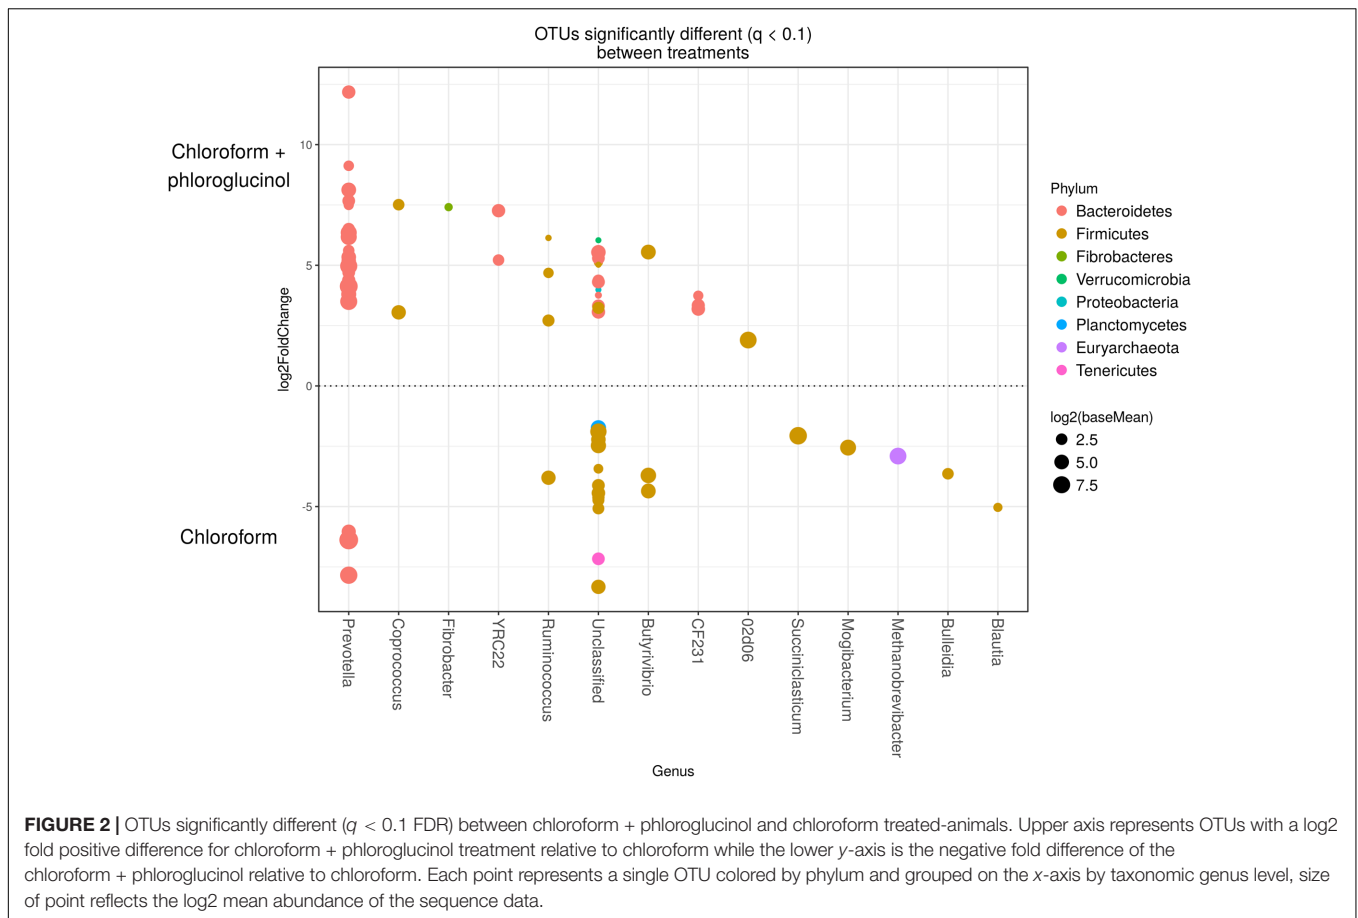 OTUs significantly different (q < 0.1)
between treatments
Chloroform +
phloroglucinol
Chloroform
log2FoldChange
10
5
0
-5
Prevotella
Coprococcus
Fibrobacter
YRC22
Ruminococcus
Unclassified
Butyrivibrio
CF231
02d06
Succiniclasticum
Mogibacterium
Methanobrevibacter
Bulleidia
Blautia
Genus
Phylum
Bacteroidetes
Firmicutes
Fibrobacteres
Verrucomicrobia
Proteobacteria
Planctomycetes
Euryarchaeota
Tenericutes
log2(baseMean)
2.5
5.0
7.5
FIGURE 2 | OTUs significantly different (q < 0.1 FDR) between chloroform + phloroglucinol and chloroform treated-animals. Upper axis represents OTUs with a log2
fold positive difference for chloroform + phloroglucinol treatment relative to chloroform while the lower y-axis is the negative fold difference of the
chloroform + phloroglucinol relative to chloroform. Each point represents a single OTU colored by phylum and grouped on the x-axis by taxonomic genus level, size
of point reflects the log2 mean abundance of the sequence data.